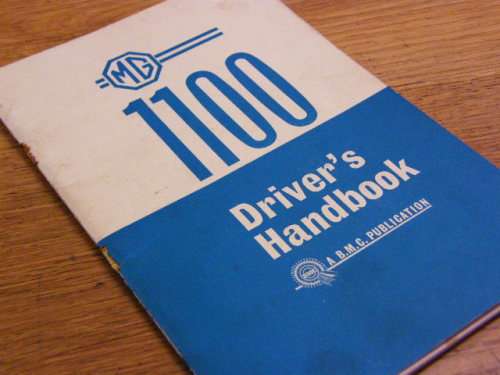 MG
1100
Driver's
Handbook
A B.M.C. PUBLICATION